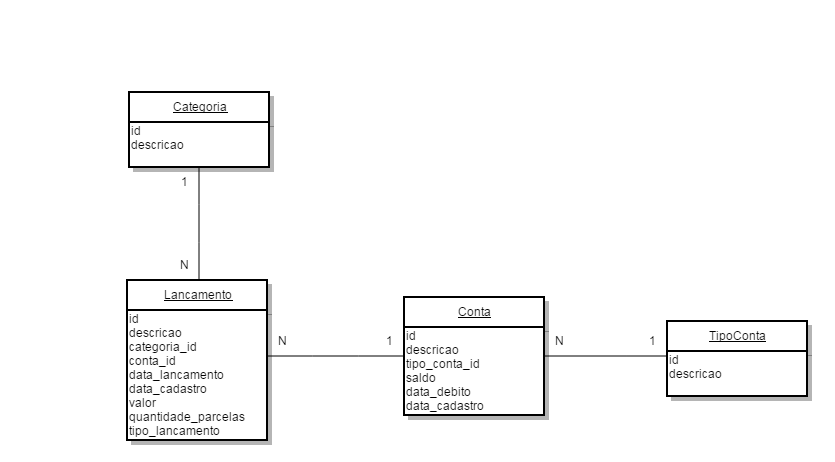 Categoria
id
descricao
1
N
Lancamento
id
descricao
categoria_id
conta_id
data_lancamento
data_cadastro
valor
quantidade_parcelas
tipo_lancamento
N
1
Conta
id
descricao
tipo_conta_id
saldo
data_debito
data_cadastro
N
1
TipoConta
id
descricao